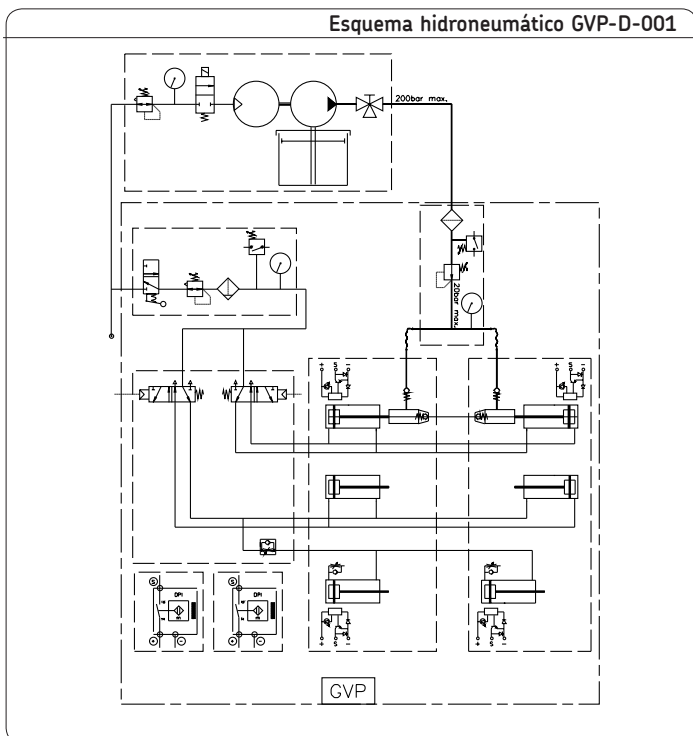 Esquema hidroneumático GVP-D-001
200bar max.
20bar max.
+ S -
+ S -
S
DPI
+ -
S
DPI
+ -
+ S -
+ S -
GVP